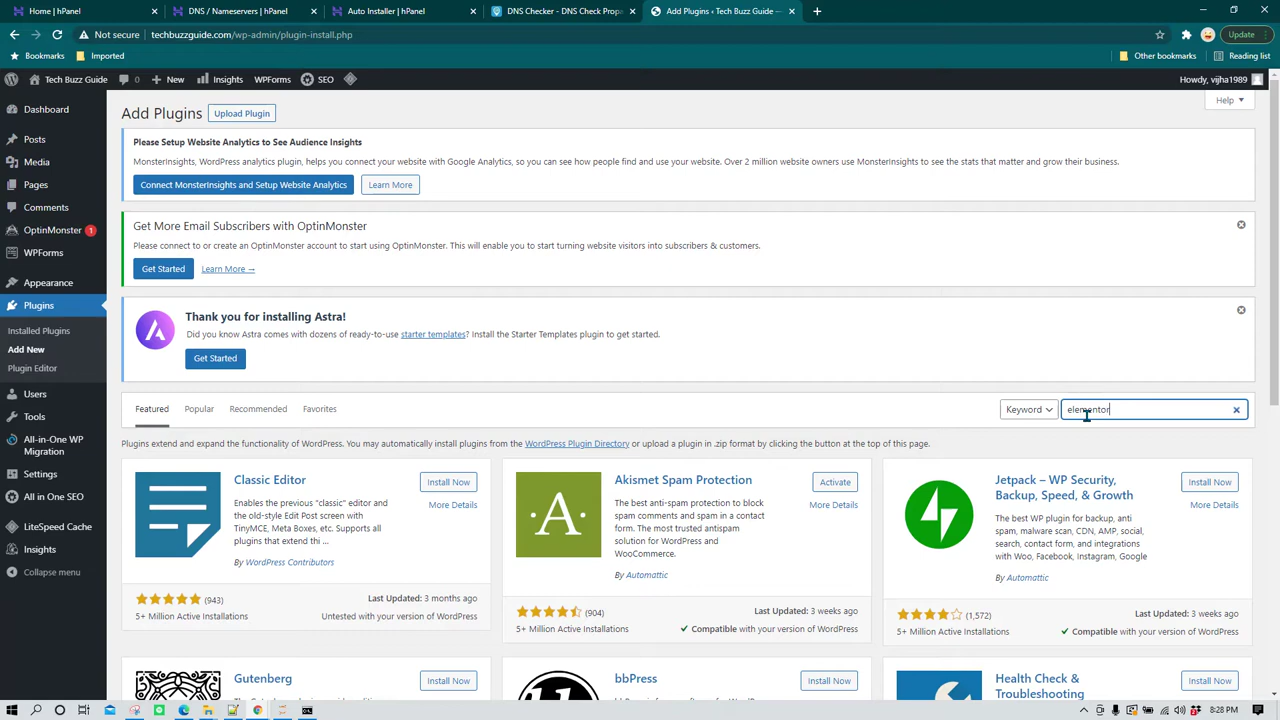 Home | hPanel
DNS / Nameservers | hPanel
Auto Installer | hPanel
DNS Checker - DNS Check Prope
Add Plugins ‹ Tech Buzz Guide —
Not secure | techbuzzguide.com/wp-admin/plugin-install.php
Update
Bookmarks
Imported
Other bookmarks
Reading list
Tech Buzz Guide
0
New
Insights
WPForms
SEO
Howdy, vijha1989
Dashboard
Posts
Media
Pages
Comments
OptinMonster 1
WPForms
Appearance
Plugins
Installed Plugins
Add New
Plugin Editor
Users
Tools
All-in-One WP
Migration
Settings
All in One SEO
LiteSpeed Cache
Insights
Collapse menu
Add Plugins
Upload Plugin
Help
Please Setup Website Analytics to See Audience Insights
MonsterInsights, WordPress analytics plugin, helps you connect your website with Google Analytics, so you can see how people find and use your website. Over 2 million website owners use MonsterInsights to see the stats that matter and grow their business.
Connect MonsterInsights and Setup Website Analytics
Learn More
Get More Email Subscribers with OptinMonster
Please connect to or create an OptinMonster account to start using OptinMonster. This will enable you to start turning website visitors into subscribers & customers.
Get Started
Learn More →
Thank you for installing Astra!
Did you know Astra comes with dozens of ready-to-use starter templates? Install the Starter Templates plugin to get started.
Get Started
Featured
Popular
Recommended
Favorites
Keyword
elementor
Plugins extend and expand the functionality of WordPress. You may automatically install plugins from the WordPress Plugin Directory or upload a plugin in .zip format by clicking the button at the top of this page.
Classic Editor
Install Now
More Details
Enables the previous "classic" editor and
the old-style Edit Post screen with
TinyMCE, Meta Boxes, etc. Supports all
plugins that extend thi ...
By WordPress Contributors
(943)
5+ Million Active Installations
Last Updated: 3 months ago
Untested with your version of WordPress
Akismet Spam Protection
Activate
More Details
The best anti-spam protection to block
spam comments and spam in a contact
form. The most trusted antispam
solution for WordPress and
WooCommerce.
By Automattic
(904)
5+ Million Active Installations
Last Updated: 3 weeks ago
Compatible with your version of WordPress
Jetpack – WP Security,
Backup, Speed, & Growth
Install Now
More Details
The best WP plugin for backup, anti
spam, malware scan, CDN, AMP, social,
search, contact form, and integrations
with Woo, Facebook, Instagram, Google
By Automattic
(1,572)
5+ Million Active Installations
Last Updated: 3 weeks ago
Compatible with your version of WordPress
Gutenberg
Install Now
bbPress
Install Now
Health Check &
Troubleshooting
Install Now
8:28 PM